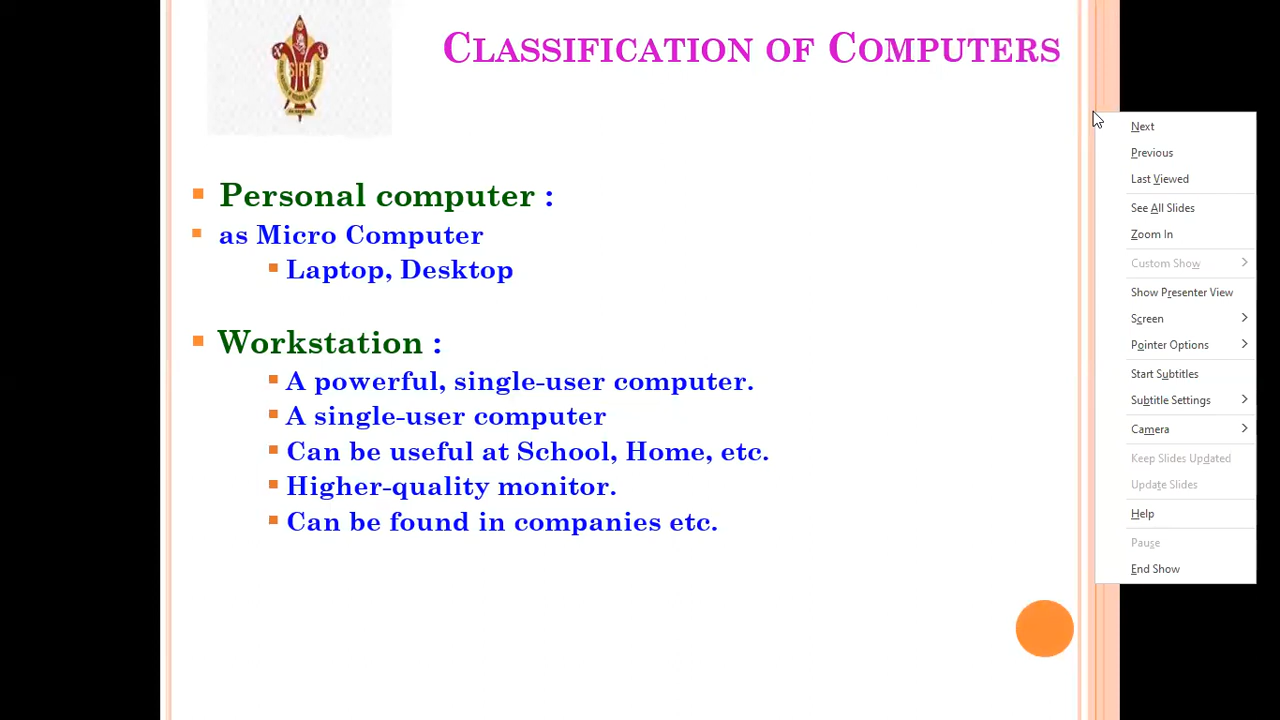 CLASSIFICATION OF COMPUTERS
SIRT
Personal computer :
as Micro Computer
Laptop, Desktop
Workstation :
A powerful, single-user computer.
A single-user computer
Can be useful at School, Home, etc.
Higher-quality monitor.
Can be found in companies etc.
Next
Previous
Last Viewed
See All Slides
Zoom In
Custom Show
Show Presenter View
Screen
Pointer Options
Start Subtitles
Subtitle Settings
Camera
Keep Slides Updated
Update Slides
Help
Pause
End Show